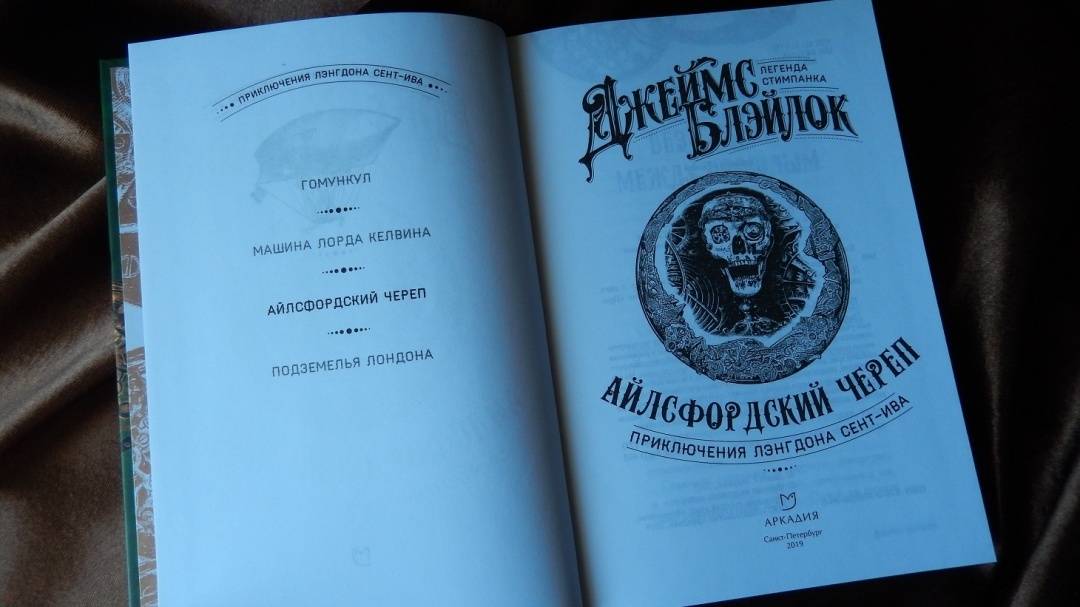 ПРИКЛЮЧЕНИЯ ЛЭНГДОНА СЕНТ-ИВА
ГОМУНКУЛ
МАШИНА ЛОРДА КЕЛВИНА
АЙЛСФОРДСКИЙ ЧЕРЕП
ПОДЗЕМЕЛЬЯ ЛОНДОНА
ДЖЕЙМС
БЛЭЙЛОК
ЛЕГЕНДА
СТИМПАНКА
АЙЛСФОРДСКИЙ ЧЕРЕП
ПРИКЛЮЧЕНИЯ ЛЭНГДОНА СЕНТ-ИВА
АРКАДИЯ
Санкт-Петербург
2019